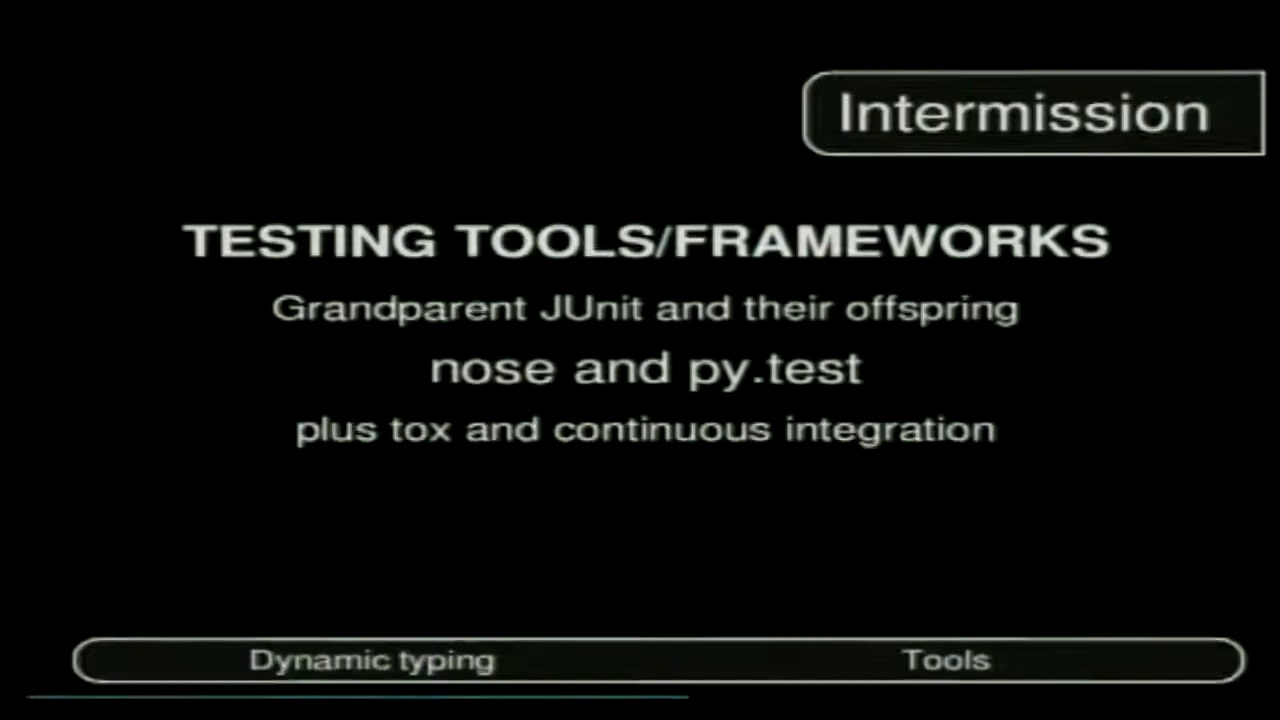 Intermission
TESTING TOOLS/FRAMEWORKS
Grandparent JUnit and their offspring
nose and py.test
plus tox and continuous integration
Dynamic typing
Tools